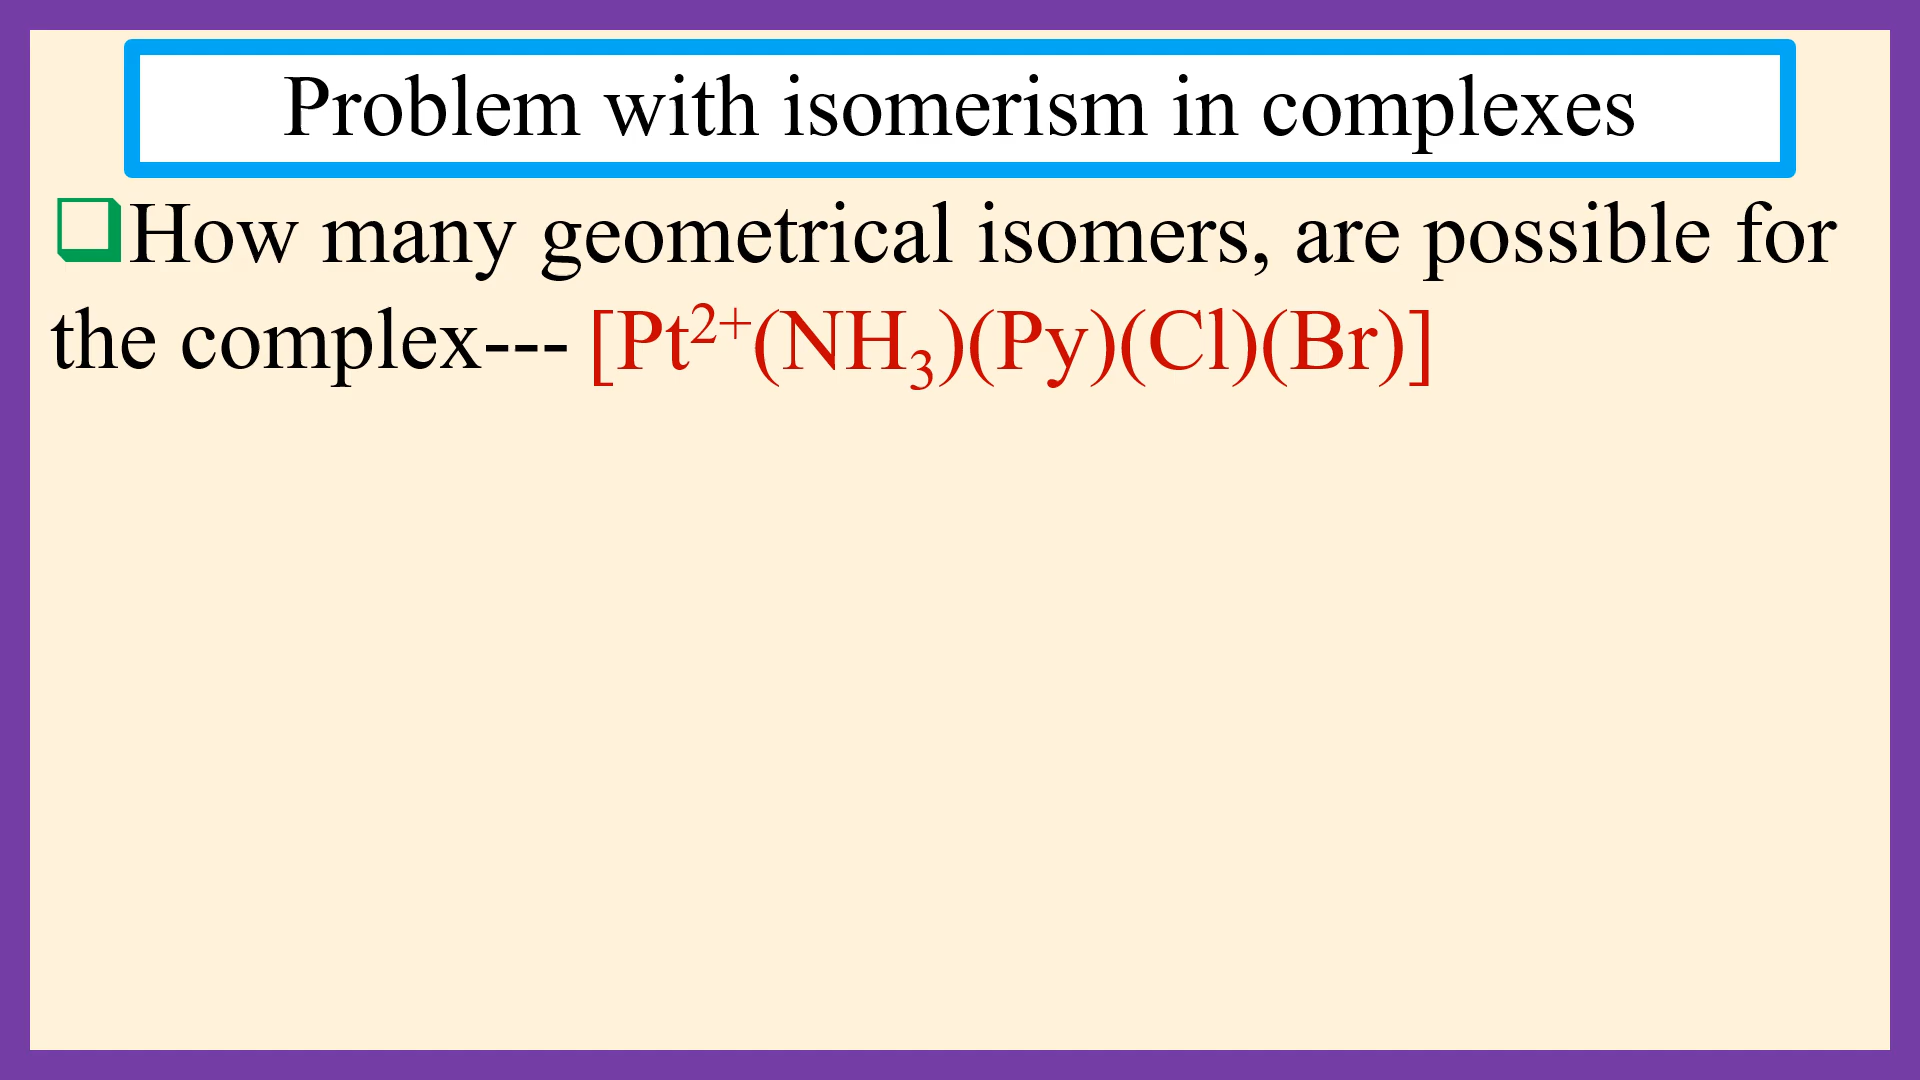 Problem with isomerism in complexes
❑How many geometrical isomers, are possible for
the complex--- [Pt²⁺(NH₃)(Py)(Cl)(Br)]